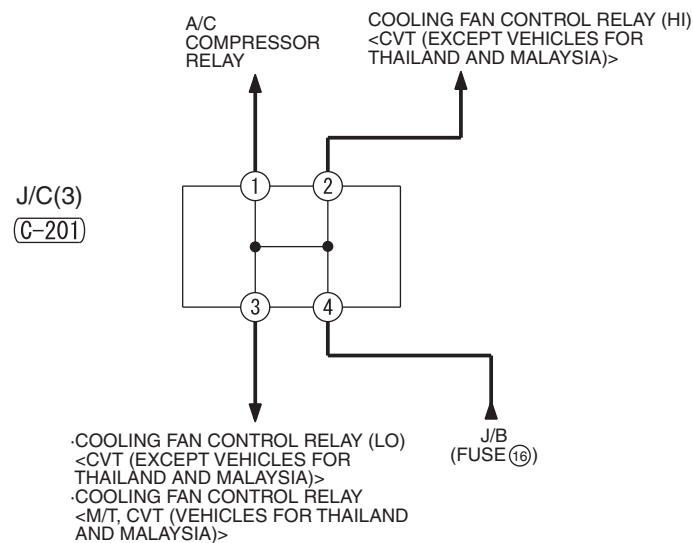 A/C
COMPRESSOR
RELAY
COOLING FAN CONTROL RELAY (HI)
<CVT (EXCEPT VEHICLES FOR
THAILAND AND MALAYSIA)>
J/C(3)
C-201
1
2
3
4
J/B
(FUSE⑯)
·COOLING FAN CONTROL RELAY (LO)
<CVT (EXCEPT VEHICLES FOR
THAILAND AND MALAYSIA)>
·COOLING FAN CONTROL RELAY
<M/T, CVT (VEHICLES FOR THAILAND
AND MALAYSIA)>